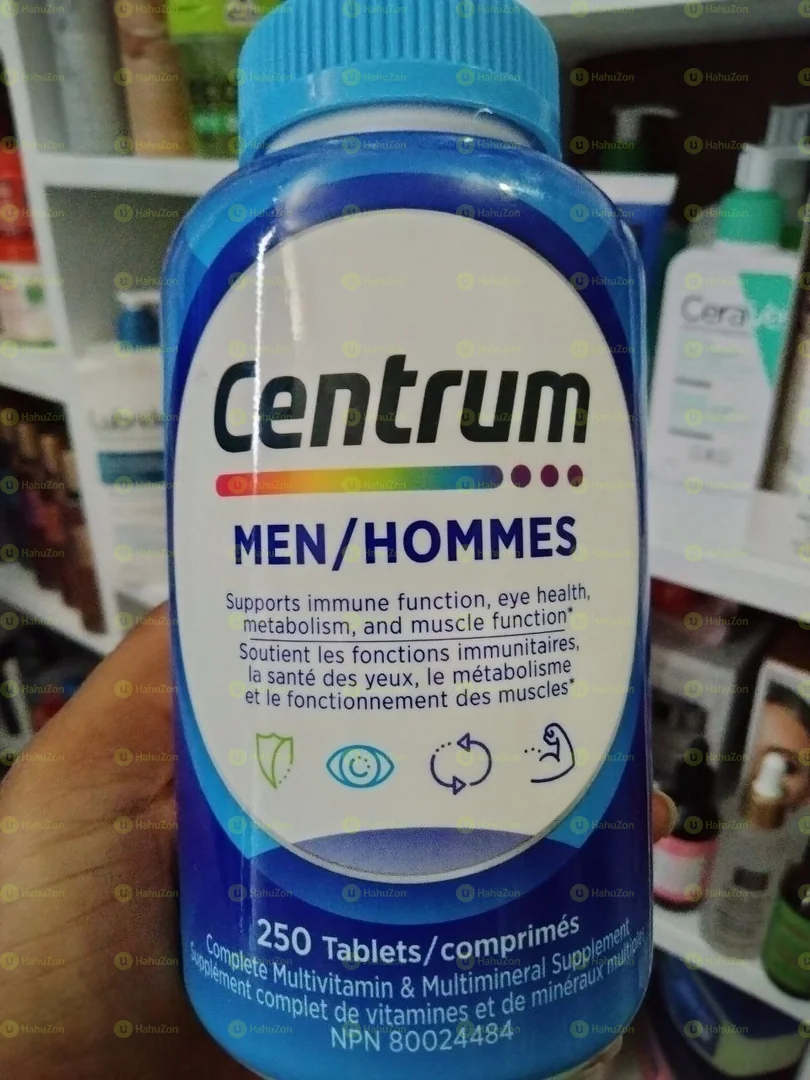 Centrum
MEN/HOMMES
Supports immune function, eye health,
metabolism, and muscle function*
Soutient les fonctions immunitaires,
la santé des yeux, le métabolisme
et le fonctionnement des muscles*
250 Tablets/comprimés
Complete Multivitamin & Multimineral Supplement
Supplément complet de vitamines et de minéraux multiples
NPN 80024484
CeraVe
HahuZon